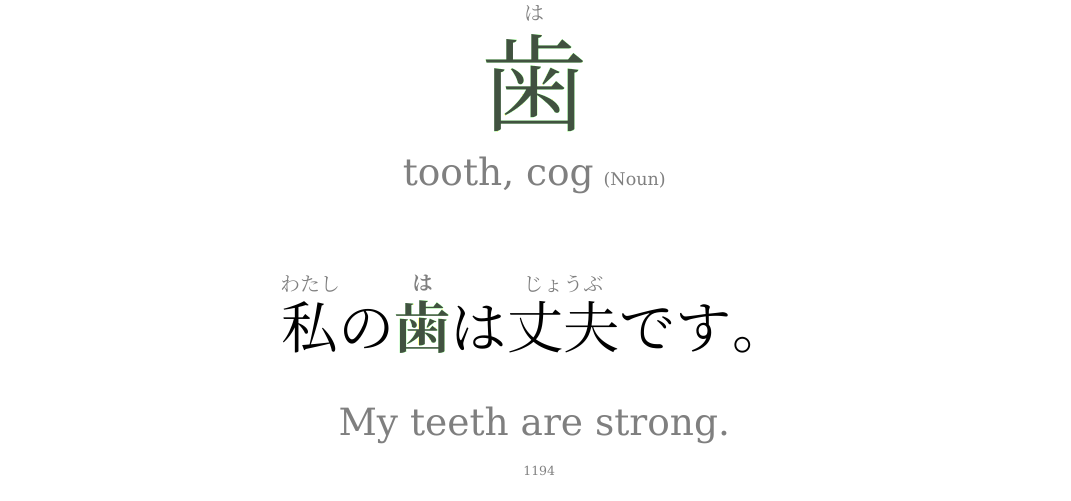 は
歯
tooth, cog (Noun)
わたし は じょうぶ
私の歯は丈夫です。
My teeth are strong.
1194